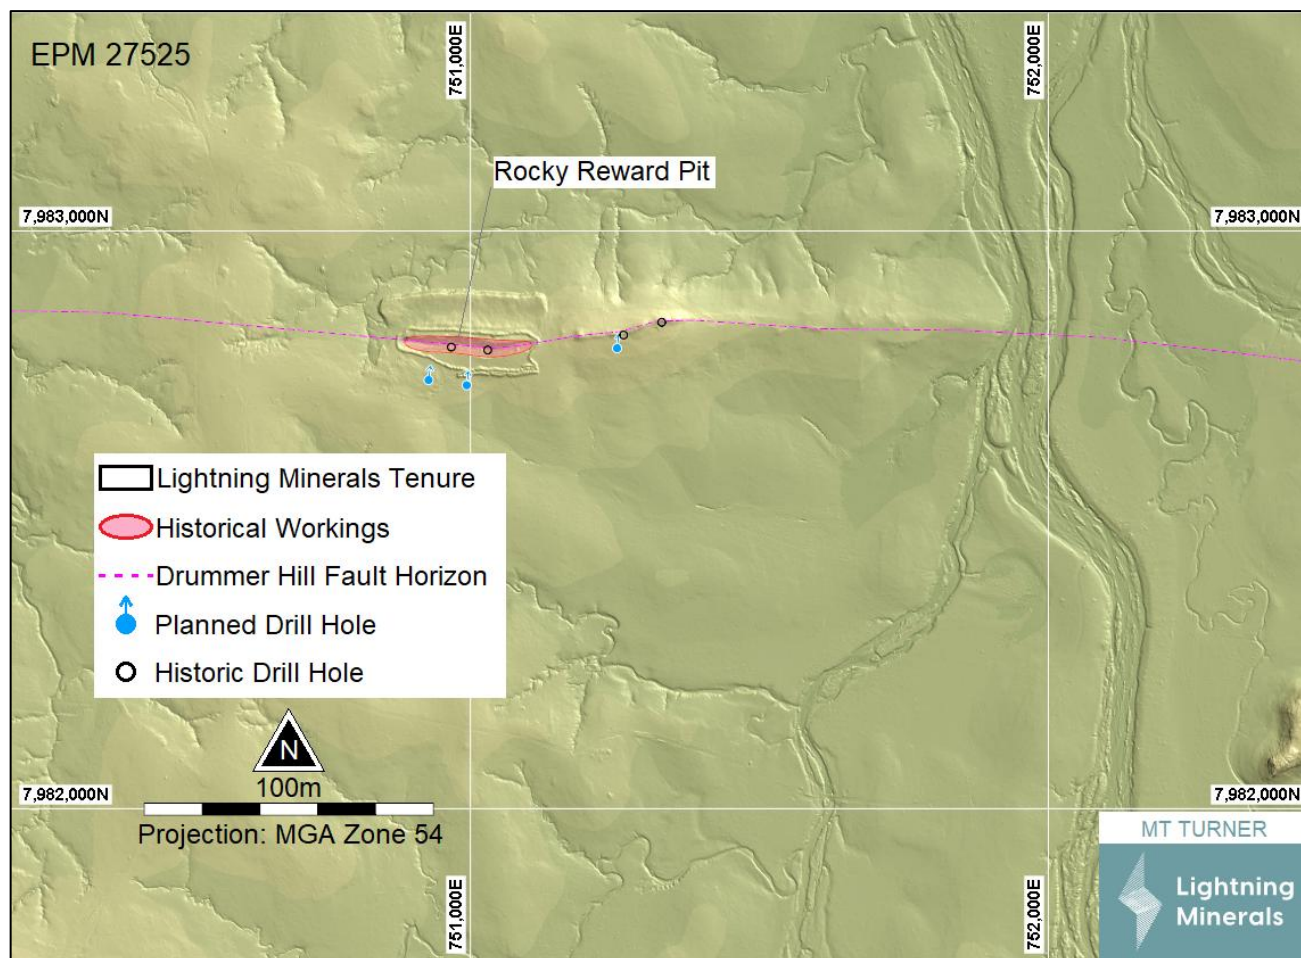 EPM 27525
751,000E
752,000E
Rocky Reward Pit
7,983,000N
7,983,000N
Lightning Minerals Tenure
Historical Workings
Drummer Hill Fault Horizon
Planned Drill Hole
Historic Drill Hole
N
100m
Projection: MGA Zone 54
7,982,000N
7,982,000N
751,000E
752,000E
MT TURNER
Lightning
Minerals